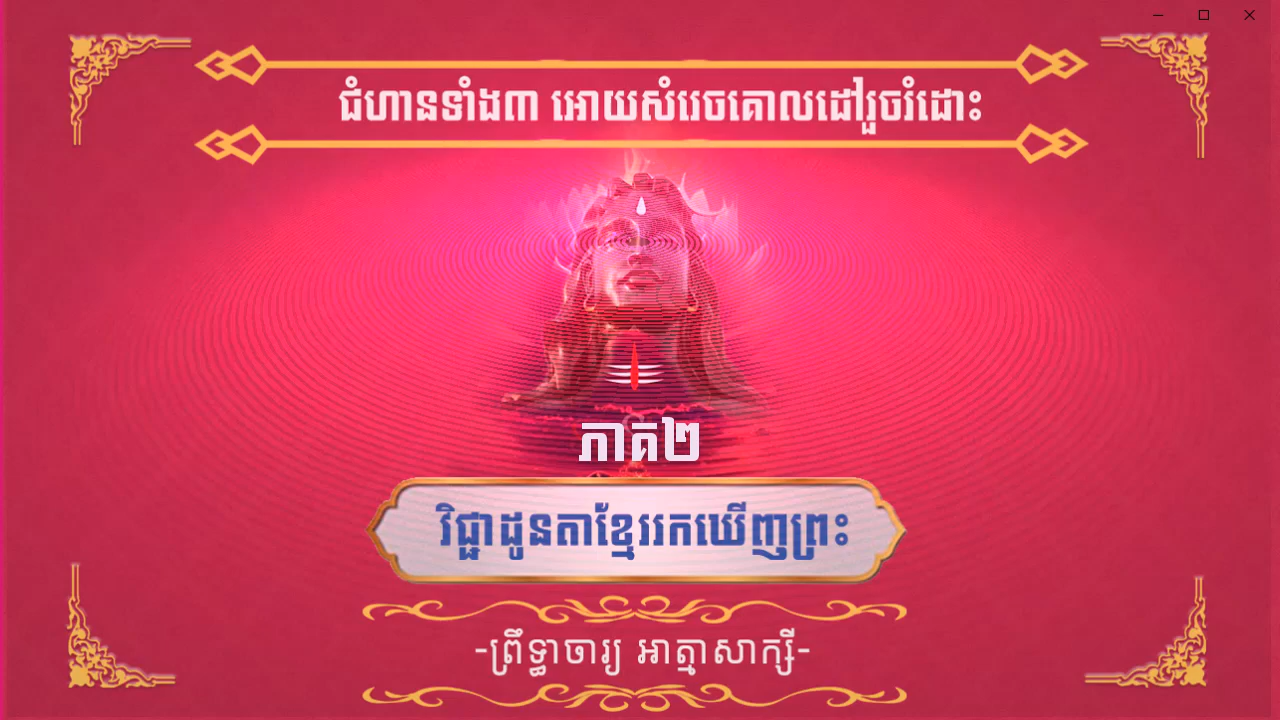 ជំហានទាំង៣ អោយសំរេចគោលដៅរួចរំដោះ
ភាគ២
វិជ្ជាដូនតាខ្មែររកឃើញព្រះ
-ព្រឹទ្ធាចារ្យ អាត្មាសាក្សី-